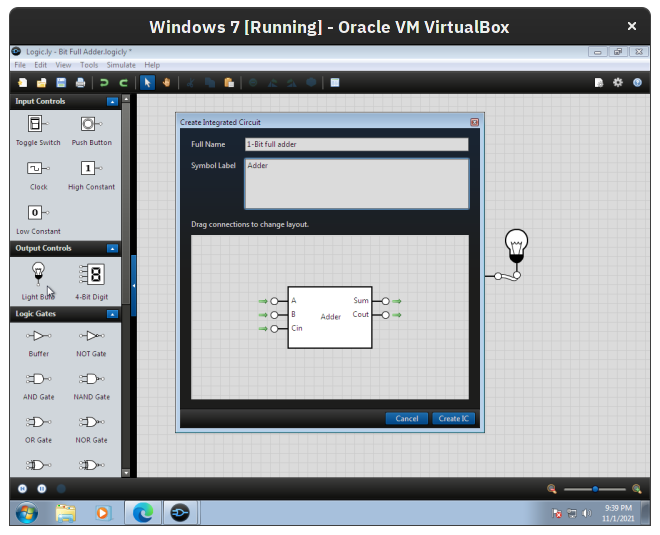 Windows 7 [Running] - Oracle VM VirtualBox
Logic.ly - Bit Full Adder.logicly *
File Edit View Tools Simulate Help
Input Controls
Toggle Switch Push Button
1
Clock High Constant
0
Low Constant
Output Controls
8
Light Bulb 4-Bit Digit
Logic Gates
Buffer NOT Gate
AND Gate NAND Gate
OR Gate NOR Gate
Create Integrated Circuit
Full Name 1-Bit full adder
Symbol Label Adder
Drag connections to change layout.
A Sum
B Adder Cout
Cin
Cancel Create IC
9:39 PM
11/1/2021